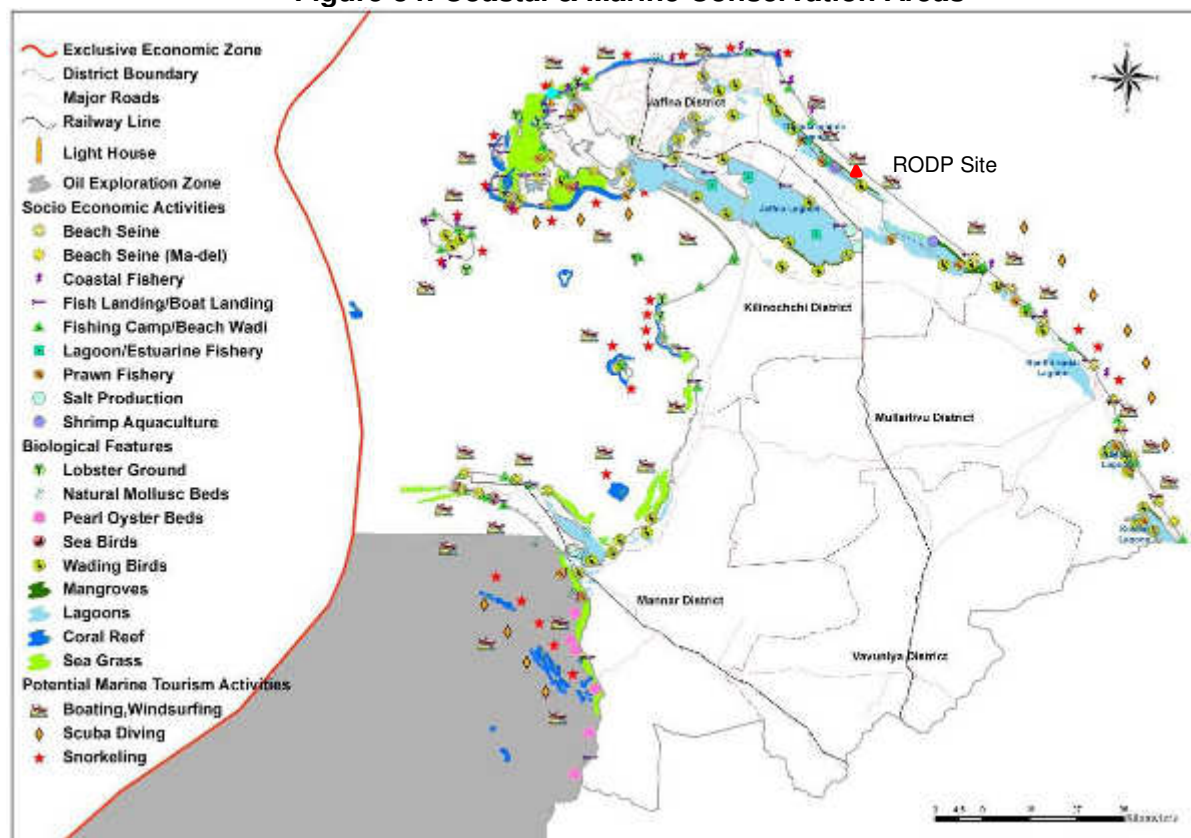 Exclusive Economic Zone
District Boundary
Major Roads
Railway Line
Light House
Oil Exploration Zone
Socio Economic Activities
Beach Seine
Beach Seine (Ma-del)
Coastal Fishery
Fish Landing/Boat Landing
Fishing Camp/Beach Wadi
Lagoon/Estuarine Fishery
Prawn Fishery
Salt Production
Shrimp Aquaculture
Biological Features
Lobster Ground
Natural Mollusc Beds
Pearl Oyster Beds
Sea Birds
Wading Birds
Mangroves
Lagoons
Coral Reef
Sea Grass
Potential Marine Tourism Activities
Boating,Windsurfing
Scuba Diving
Snorkeling
Jaffna District
RODP Site
Jaffna Lagoon
Kilinochchi District
Lagoon
Mullaitivu District
Lagoon
Lagoon
Mannar District
Vavuniya District
Kilometers